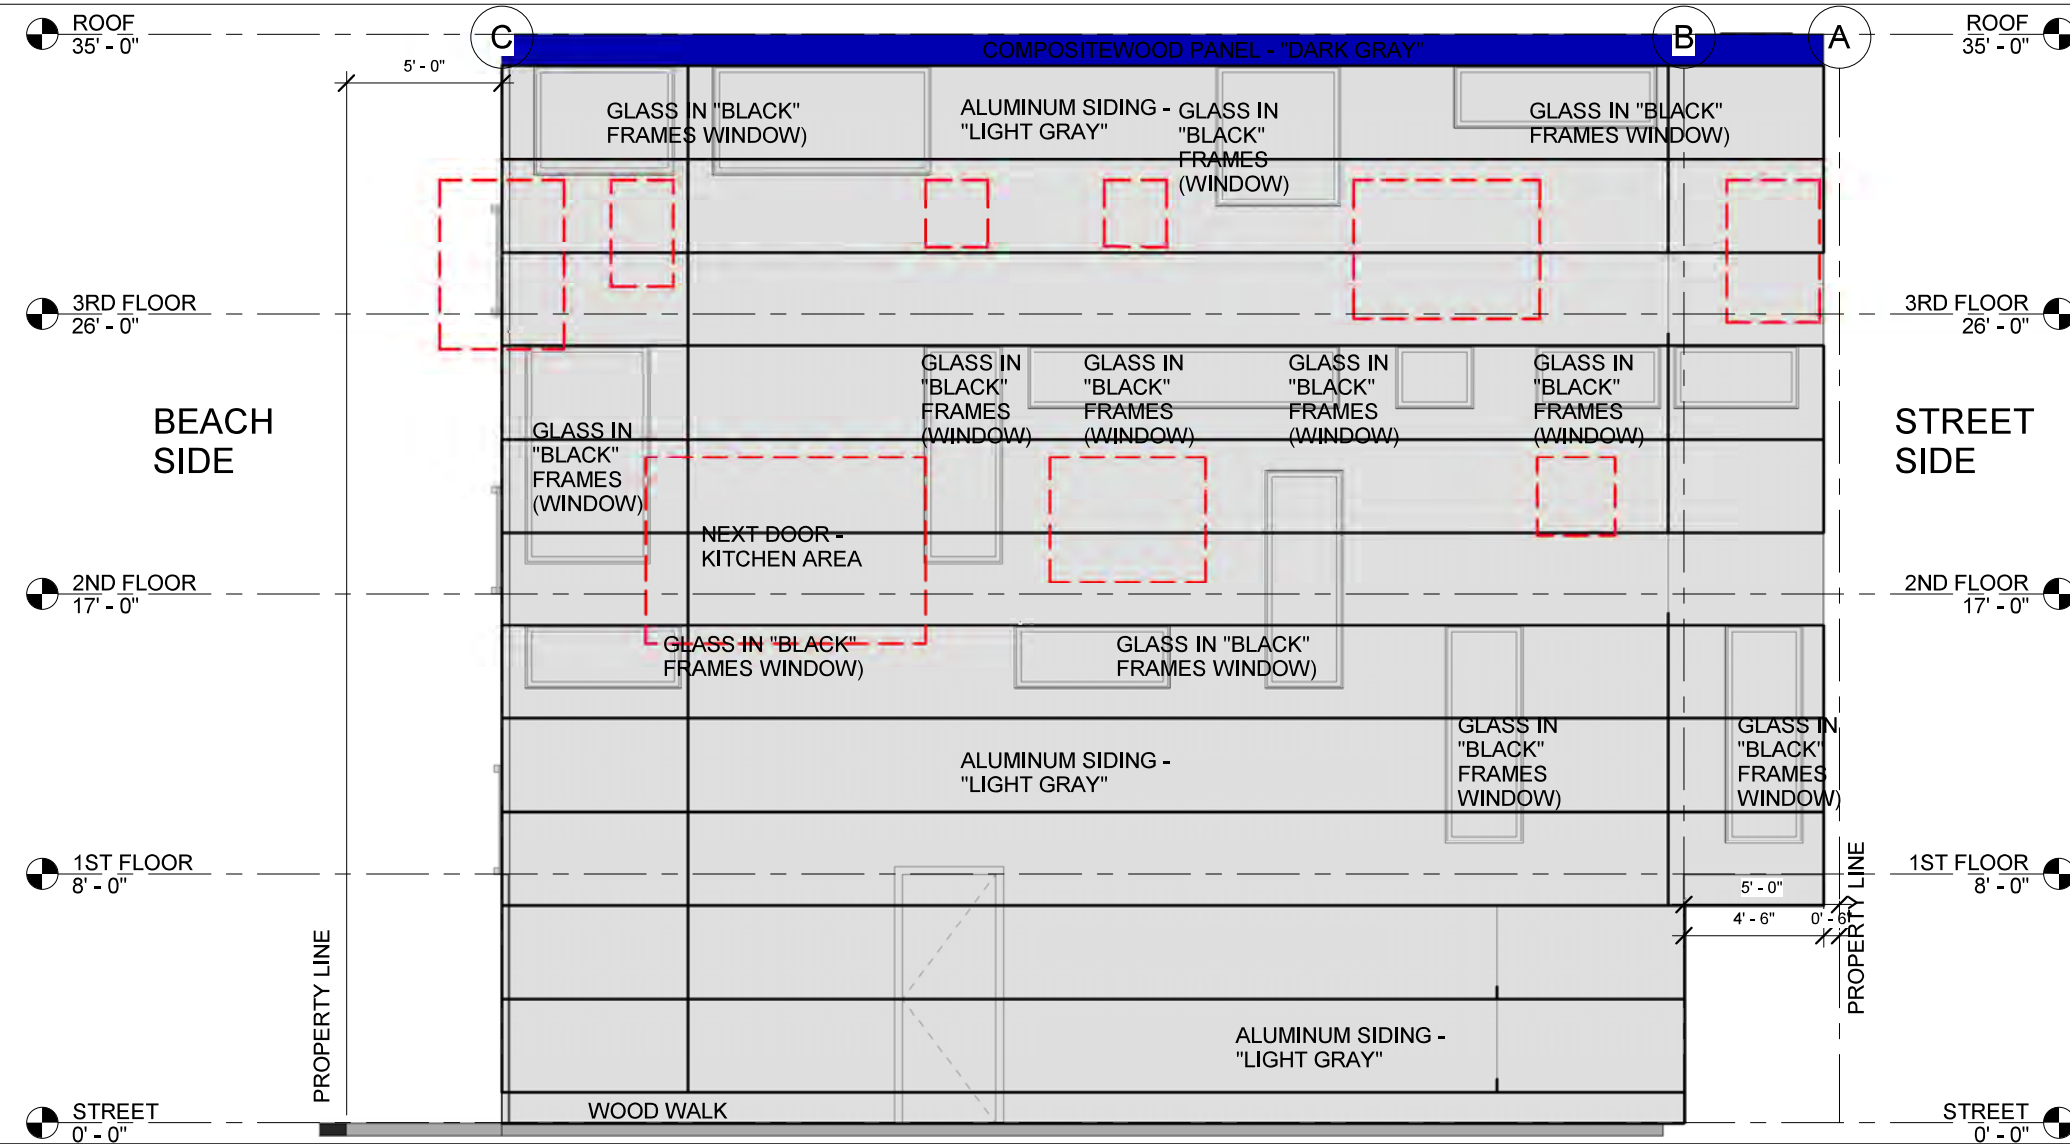 ROOF
35' - 0"
C
COMPOSITEWOOD PANEL - "DARK GRAY"
B
A
ROOF
35' - 0"
5' - 0"
GLASS IN "BLACK"
FRAMES WINDOW)
ALUMINUM SIDING -
"LIGHT GRAY"
GLASS IN
"BLACK"
FRAMES
(WINDOW)
GLASS IN "BLACK"
FRAMES WINDOW)
3RD FLOOR
26' - 0"
3RD FLOOR
26' - 0"
BEACH
SIDE
GLASS IN
"BLACK"
FRAMES
(WINDOW)
GLASS IN
"BLACK"
FRAMES
(WINDOW)
GLASS IN
"BLACK"
FRAMES
(WINDOW)
GLASS IN
"BLACK"
FRAMES
(WINDOW)
GLASS IN
"BLACK"
FRAMES
(WINDOW)
STREET
SIDE
NEXT DOOR -
KITCHEN AREA
2ND FLOOR
17' - 0"
2ND FLOOR
17' - 0"
GLASS IN "BLACK"
FRAMES WINDOW)
GLASS IN "BLACK"
FRAMES WINDOW)
GLASS IN
"BLACK"
FRAMES
WINDOW)
GLASS IN
"BLACK"
FRAMES
WINDOW)
ALUMINUM SIDING -
"LIGHT GRAY"
1ST FLOOR
8' - 0"
1ST FLOOR
8' - 0"
5' - 0"
4' - 6"
0' - 6"
PROPERTY LINE
PROPERTY LINE
ALUMINUM SIDING -
"LIGHT GRAY"
WOOD WALK
STREET
0' - 0"
STREET
0' - 0"